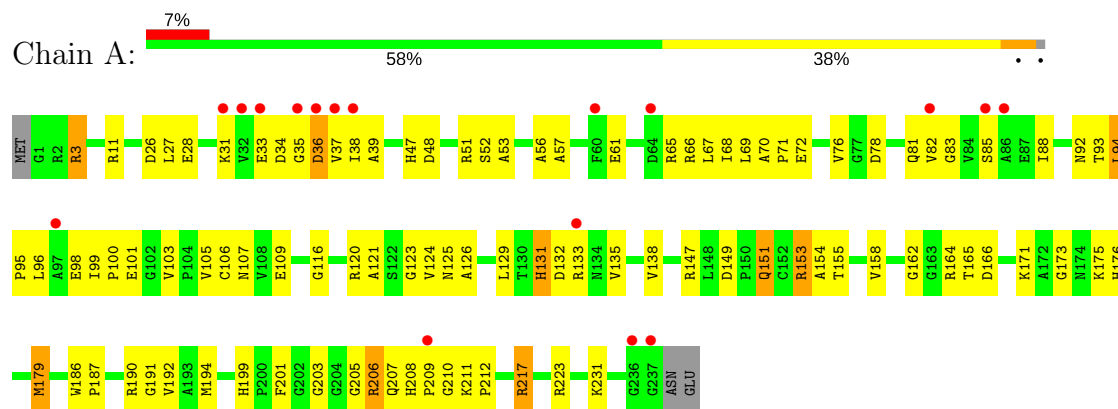 7%
Chain A:
58% 38% • •
MET G1 R2 R3 R11 D26 L27 E28 K31 V32 E33 D34 G35 D36 V37 I38 A39 H47 D48 R51 S52 A53 A56 A57 F60 E61 D64 R65 R66 L67 I68 L69 A70 P71 E72 V76 G77 D78 Q81 V82 G83 V84 S85 A86 E87 I88 N92 T93 L94
P95 L96 A97 E98 I99 P100 E101 G102 V103 P104 V105 C106 N107 V108 E109 G116 R120 A121 S122 G123 V124 N125 A126 L129 T130 H131 D132 R133 N134 V135 V138 R147 L148 D149 P150 Q151 C152 R153 A154 T155 V158 G162 G163 R164 T165 D166 K171 A172 G173 N174 K175
M179 W186 P187 R190 G191 V192 A193 M194 H199 P200 F201 G202 G203 G204 G205 R206 Q207 H208 P209 G210 K211 P212 R217 R223 K231 G236 G237 ASN GLU